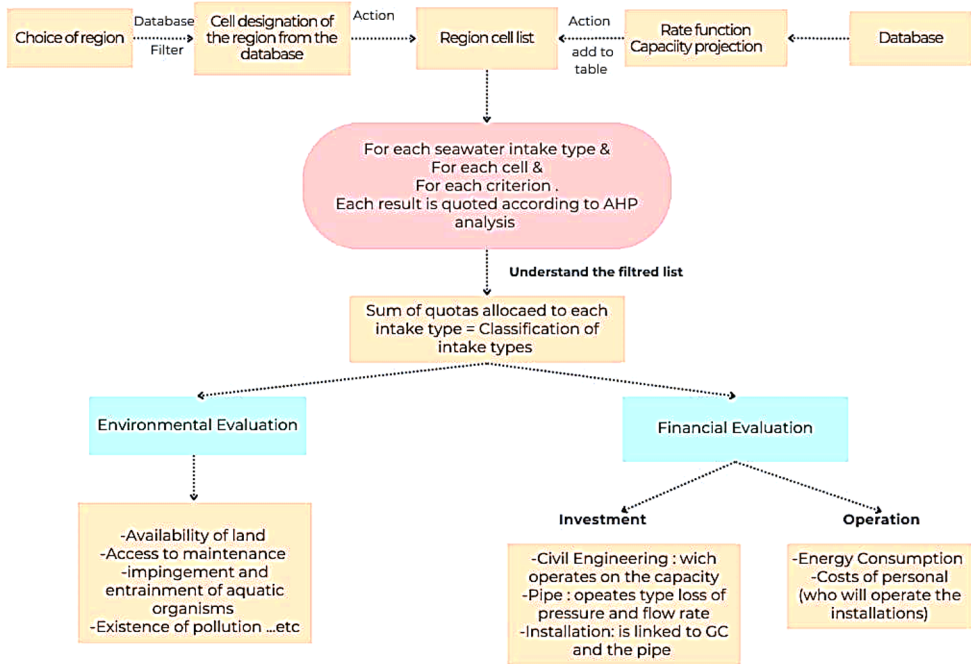 Choice of region
Database
Filter
Cell designation of
the region from the
database
Action
Region cell list
Action
add to
table
Rate function
Capaciity projection
Database
For each seawater intake type &
For each cell &
For each criterion .
Each result is quoted according to AHP
analysis
Understand the filtred list
Sum of quotas allocaed to each
intake type = Classification of
intake types
Environmental Evaluation
Financial Evaluation
-Availability of land
-Access to maintenance
-impingement and
entrainment of aquatic
organisms
-Existence of pollution ...etc
Investment
-Civil Engineering : wich
operates on the capacity
-Pipe : opeates type loss of
pressure and flow rate
-Installation: is linked to GC
and the pipe
Operation
-Energy Consumption
-Costs of personal
(who will operate the
installations)